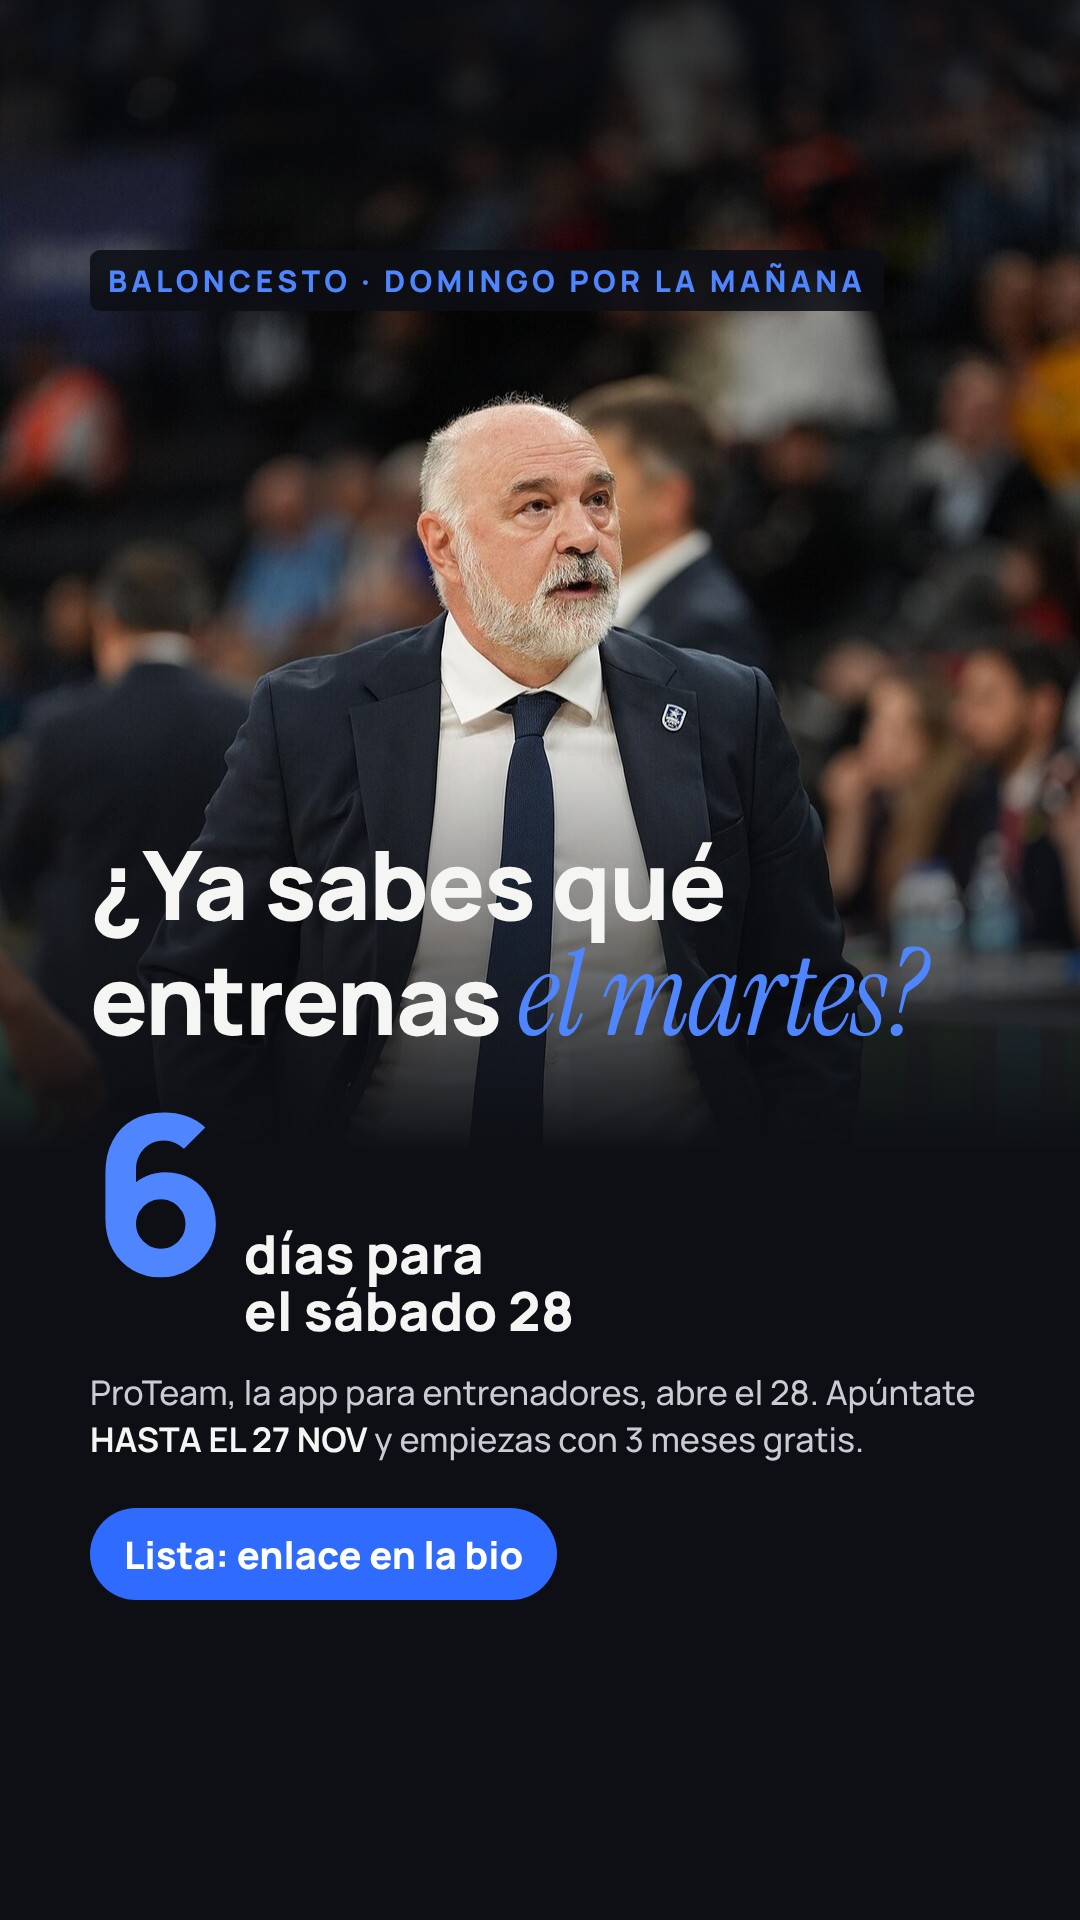 BALONCESTO · DOMINGO POR LA MAÑANA
¿Ya sabes qué
entrenas el martes?
6
días para
el sábado 28
ProTeam, la app para entrenadores, abre el 28. Apúntate
HASTA EL 27 NOV y empiezas con 3 meses gratis.
Lista: enlace en la bio